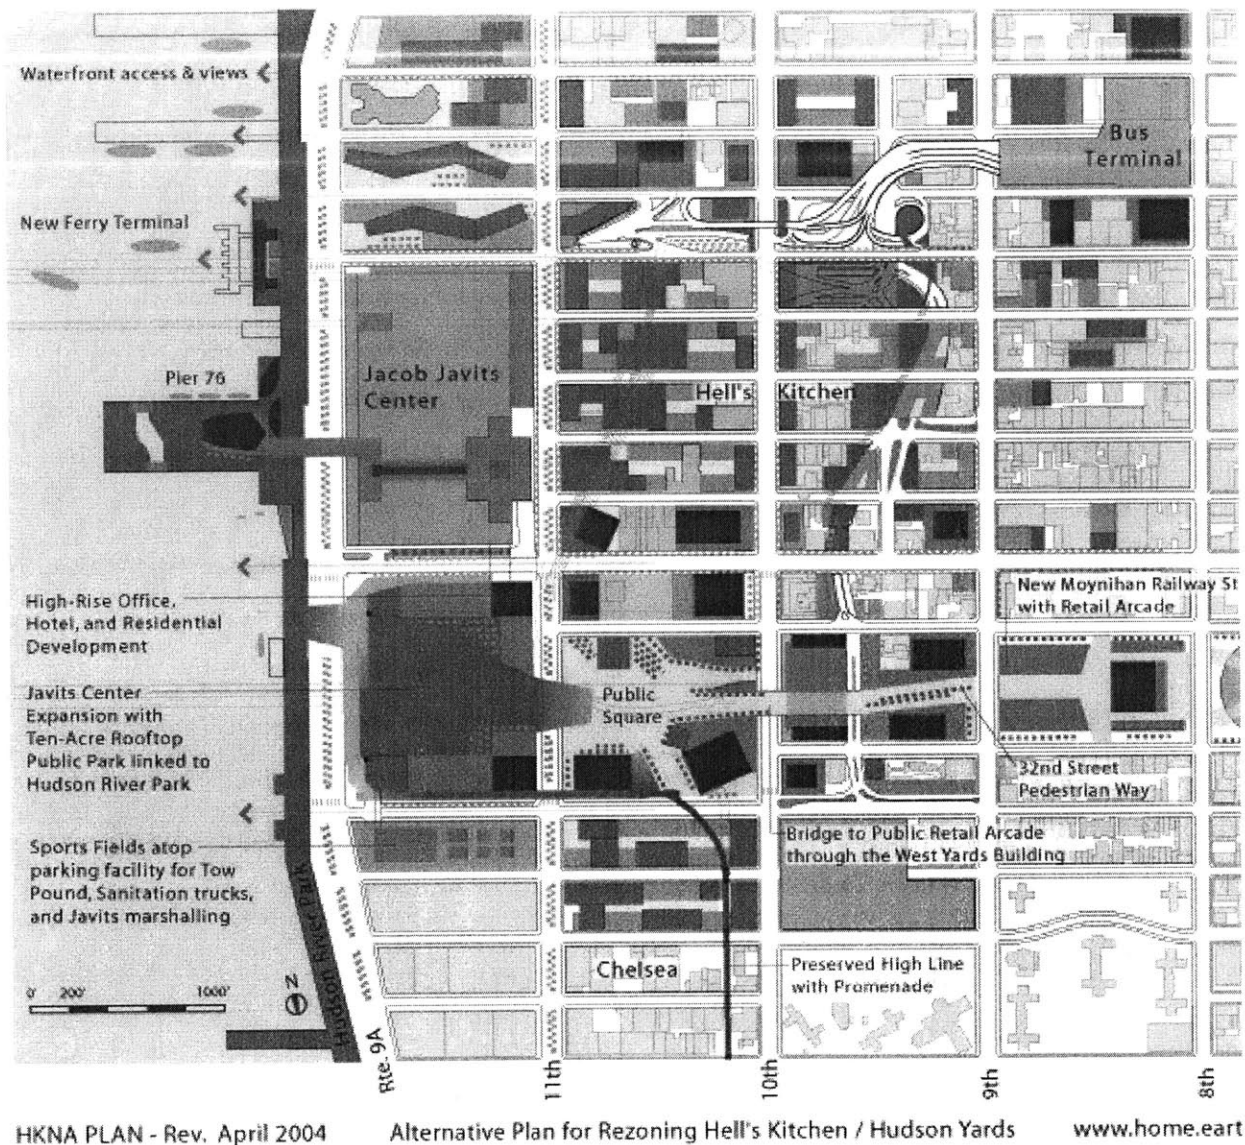 Waterfront access & views
Bus
Terminal
New Ferry Terminal
Pier 76
Jacob Javits
Center
Hell's Kitchen
High-Rise Office,
Hotel, and Residential
Development
New Moynihan Railway St
with Retail Arcade
Javits Center
Expansion with
Ten-Acre Rooftop
Public Park linked to
Hudson River Park
Public
Square
32nd Street
Pedestrian Way
Bridge to Public Retail Arcade
through the West Yards Building
Sports Fields atop
parking facility for Tow
Pound, Sanitation trucks,
and Javits marshalling
Hudson River Park
Chelsea
Preserved High Line
with Promenade
0' 200' 1000'
N
Rte. 9A
11th
10th
9th
8th
HKNA PLAN - Rev. April 2004
Alternative Plan for Rezoning Hell's Kitchen / Hudson Yards
www.home.eart